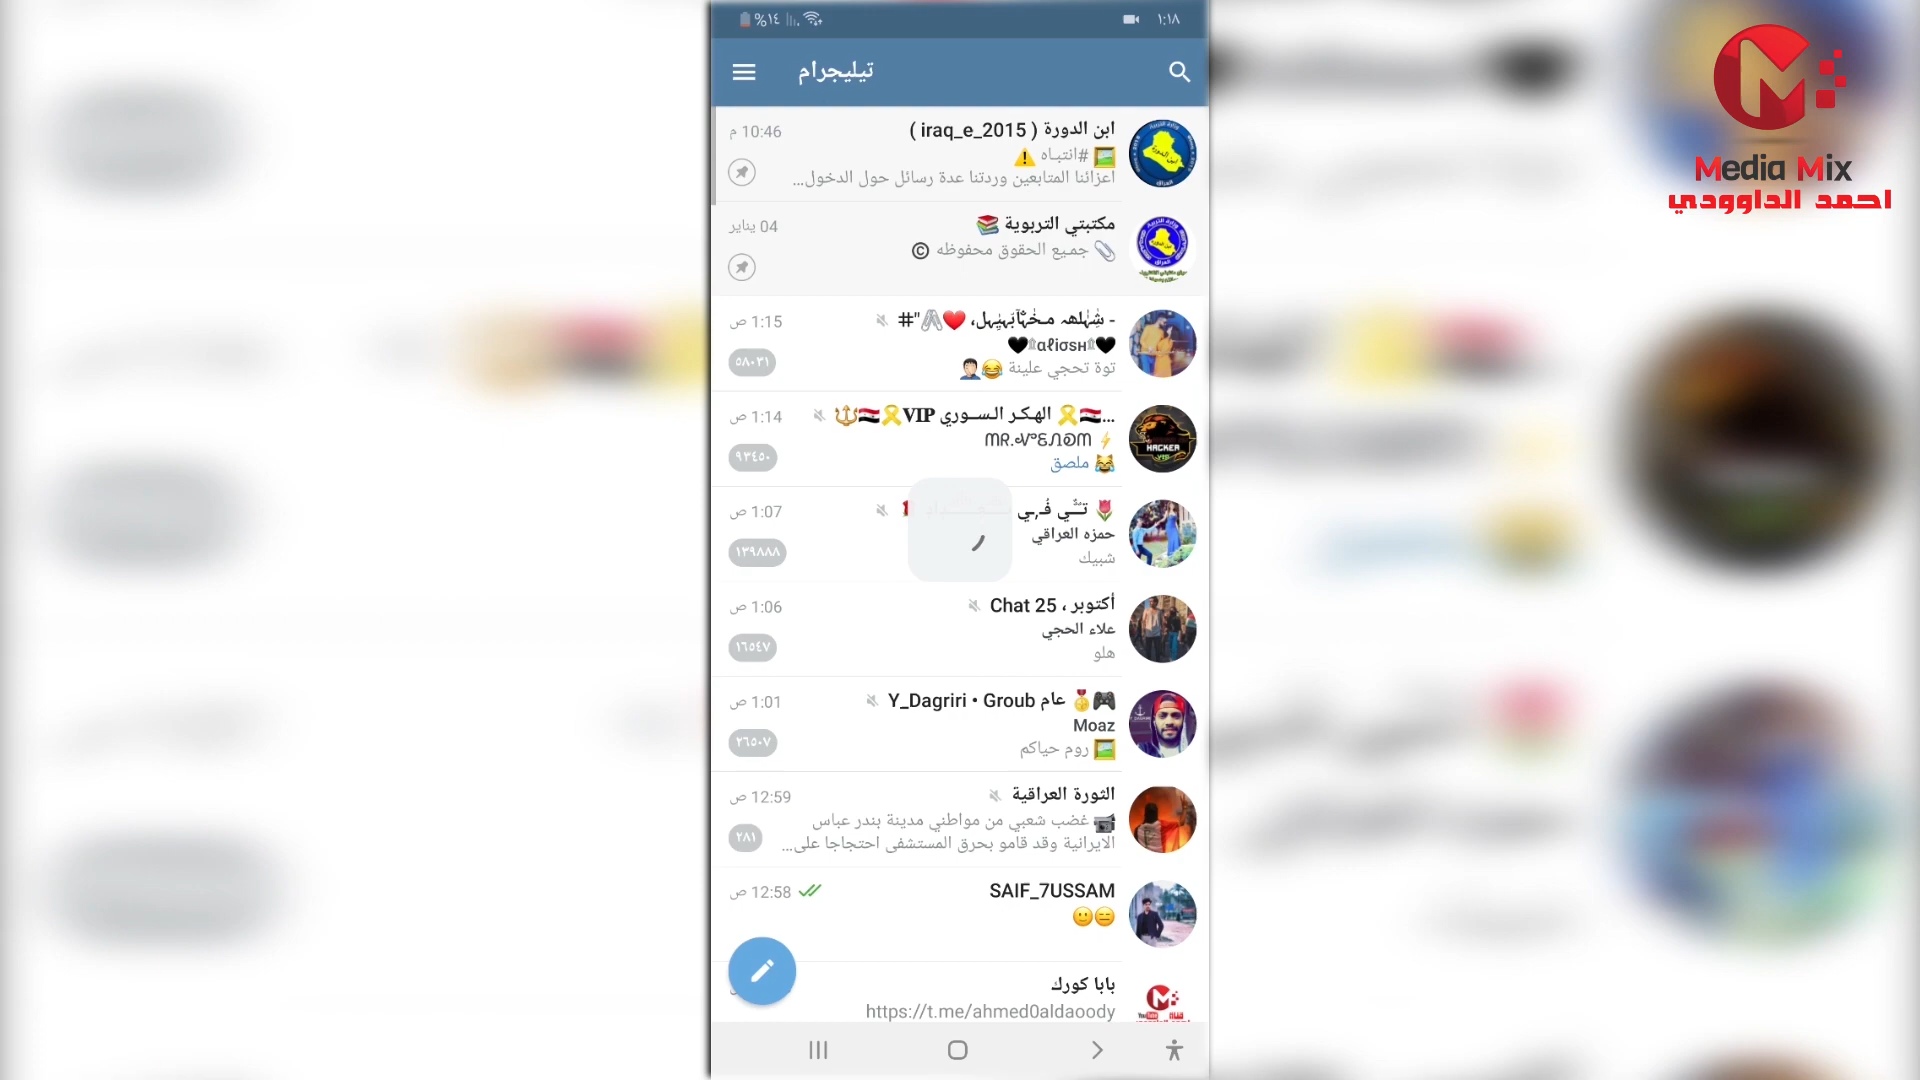 %١٤
١:١٨
تيليجرام
ابن الدورة ( iraq_e_2015 )
10:46 م
#انتباه
اعزائنا المتابعين وردتنا عدة رسائل حول الدخول...
مكتبتي التربوية
04 يناير
جميع الحقوق محفوظه ©
1:15 ص
٥٨٠٣١
توة تحجي علينة
... الهكر السوري VIP
1:14 ص
٩٣٤٥٠
ملصق
1:07 ص
حمزه العراقي
شبيك
١٣٩٨٨٨
أكتوبر ، Chat 25
1:06 ص
علاء الحجي
هلو
١٦٥٤٧
عام Y_Dagriri • Groub
1:01 ص
Moaz
روم حياكم
٢٦٥٠٧
الثورة العراقية
12:59 ص
غضب شعبي من مواطني مدينة بندر عباس
الايرانية وقد قامو بحرق المستشفى احتجاجا على...
٢٨١
SAIF_7USSAM
12:58 ص
بابا كورك
https://t.me/ahmed0aldaoody
Media Mix
احمد الداوودي